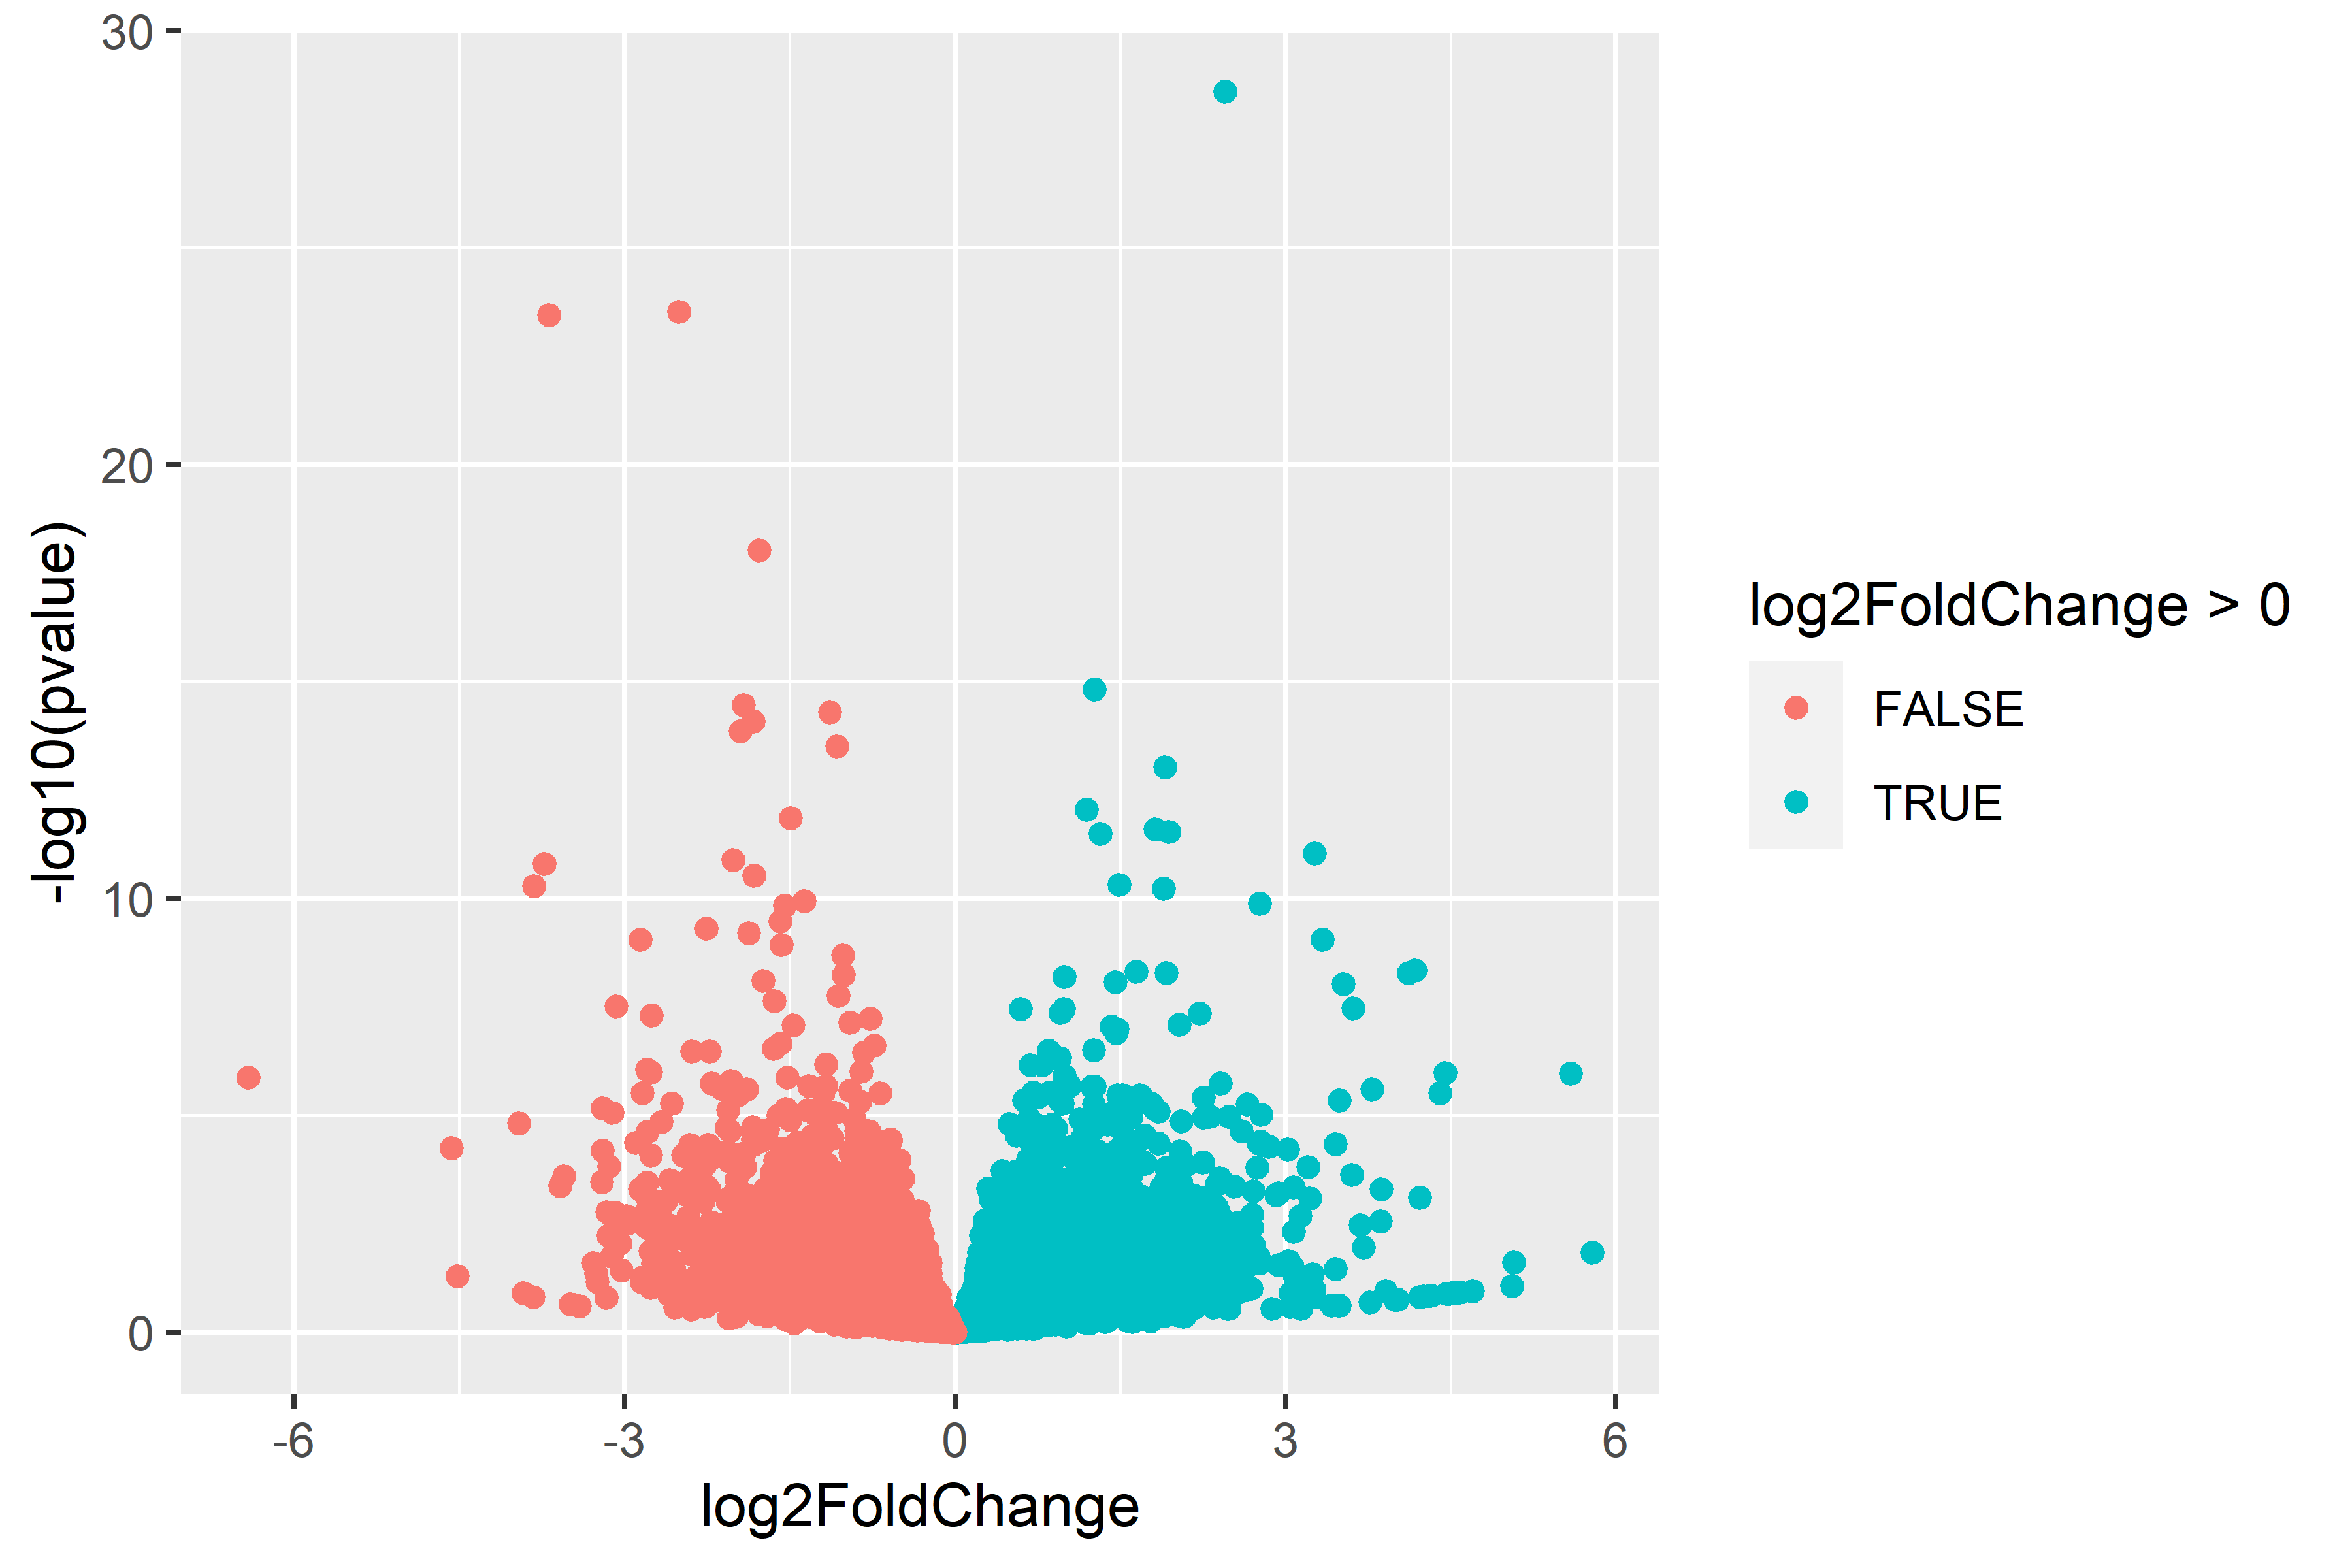 30
20
10
0
-log10(pvalue)
-6 -3 0 3 6
log2FoldChange
log2FoldChange > 0
FALSE
TRUE